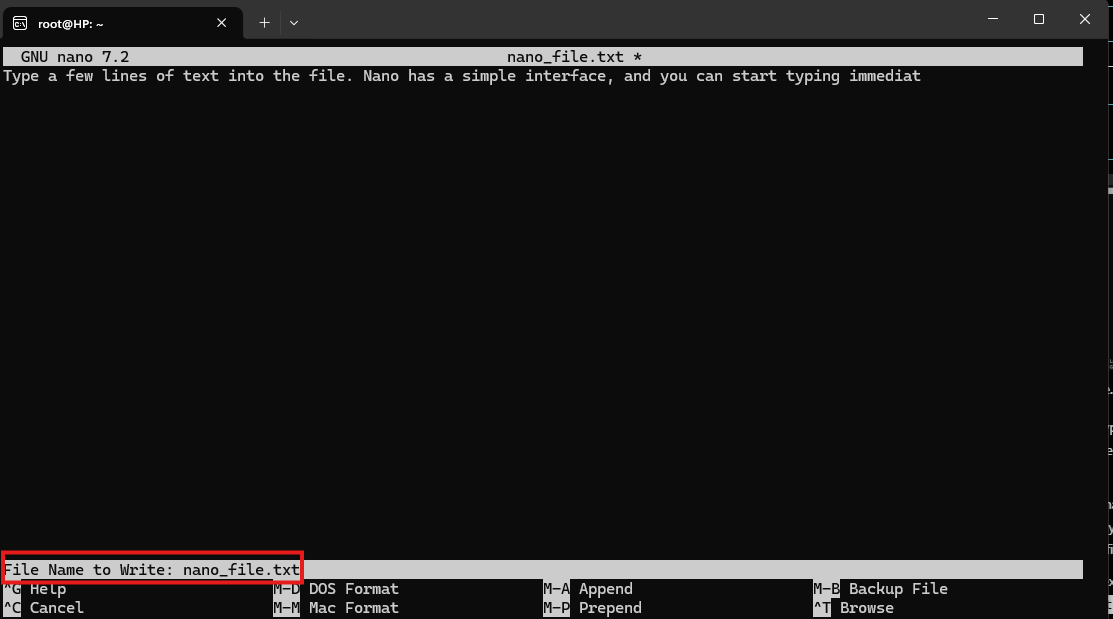 root@HP: ~
GNU nano 7.2 nano_file.txt *
Type a few lines of text into the file. Nano has a simple interface, and you can start typing immediat
File Name to Write: nano_file.txt
^G Help M-D DOS Format M-A Append M-B Backup File
^C Cancel M-M Mac Format M-P Prepend ^T Browse